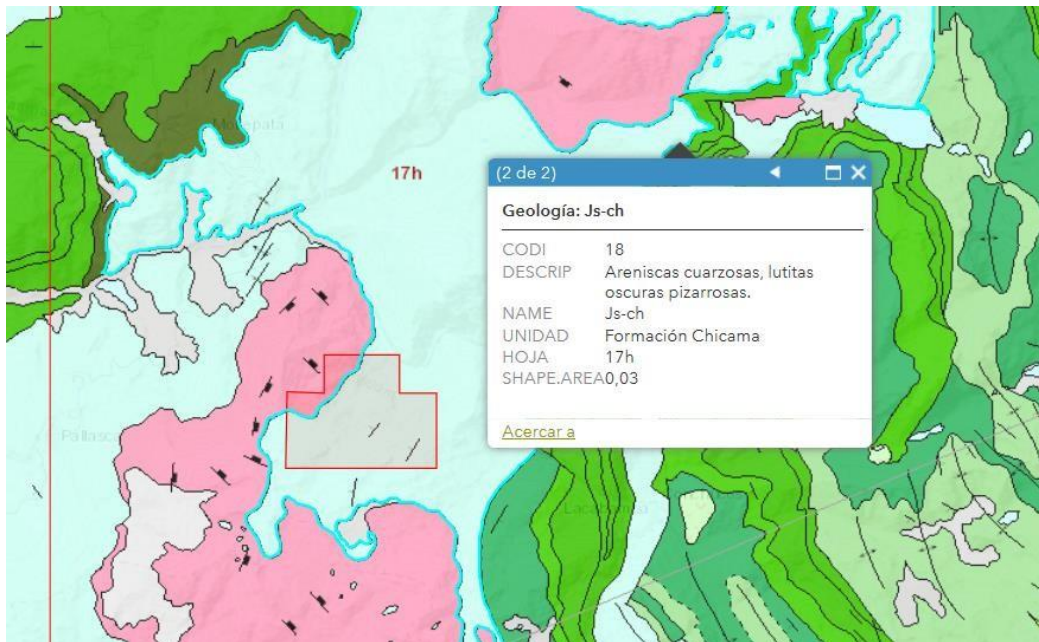 Mollepata
17h
(2 de 2)
Geología: Js-ch
CODI 18
DESCRIP Areniscas cuarzosas, lutitas
oscuras pizarrosas.
NAME Js-ch
UNIDAD Formación Chicama
HOJA 17h
SHAPE.AREA0,03
Acercar a
Pallasca
Lacabamba